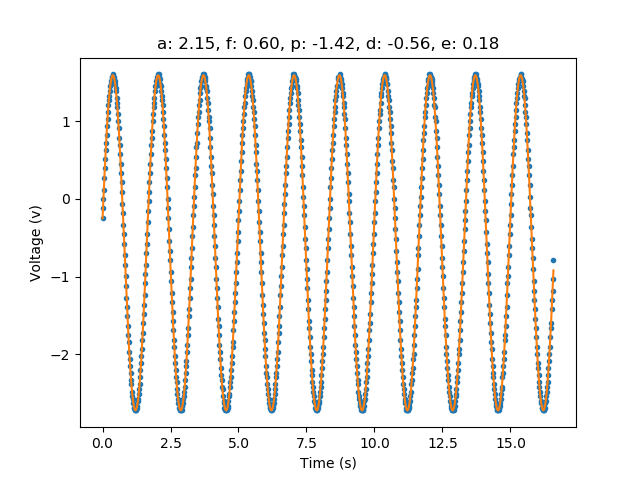 a: 2.15, f: 0.60, p: -1.42, d: -0.56, e: 0.18
1
0
−1
−2
Voltage (v)
0.0 2.5 5.0 7.5 10.0 12.5 15.0
Time (s)